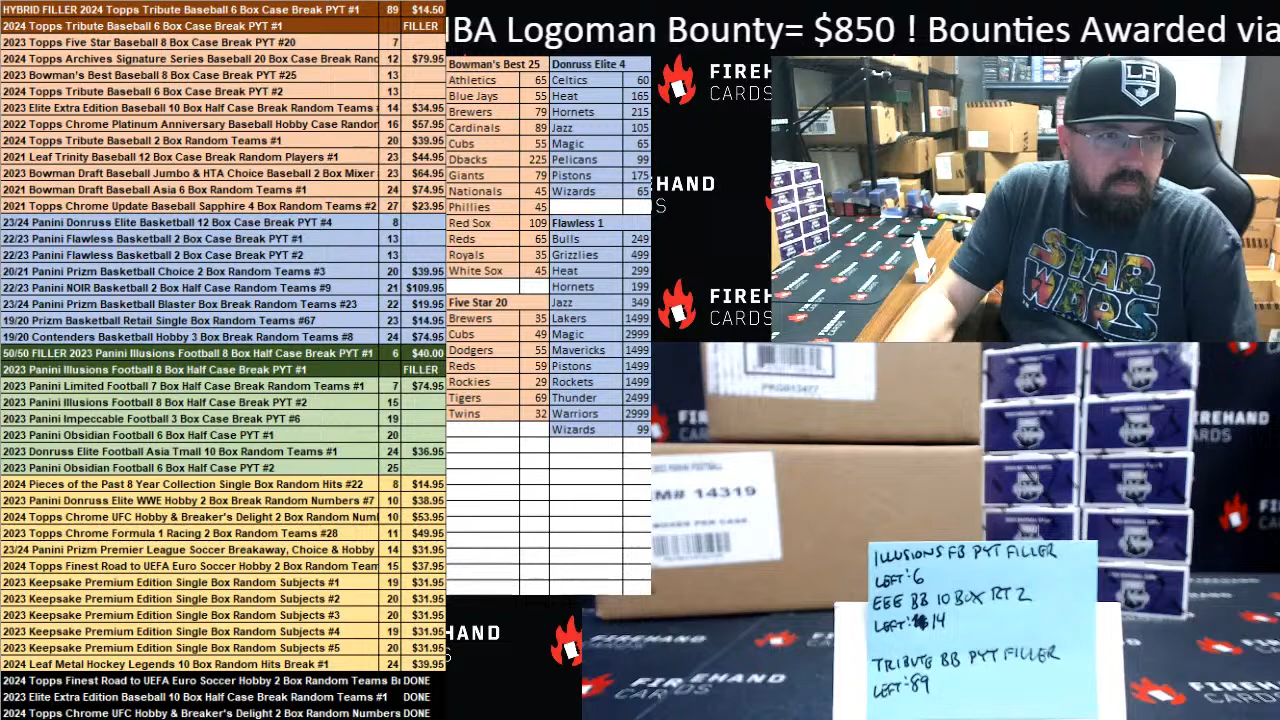 HYBRID FILLER 2024 Topps Tribute Baseball 6 Box Case Break PYT #1 89 $14.50
2024 Topps Tribute Baseball 6 Box Case Break PYT #1 FILLER
2023 Topps Five Star Baseball 8 Box Case Break PYT #20 7
2024 Topps Archives Signature Series Baseball 20 Box Case Break Ranc 12 $79.95
2023 Bowman's Best Baseball 8 Box Case Break PYT #25 13
2024 Topps Tribute Baseball 6 Box Case Break PYT #2 13
2023 Elite Extra Edition Baseball 10 Box Half Case Break Random Teams 14 $34.95
2022 Topps Chrome Platinum Anniversary Baseball Hobby Case Randor 16 $57.95
2024 Topps Tribute Baseball 2 Box Random Teams #1 20 $39.95
2021 Leaf Trinity Baseball 12 Box Case Break Random Players #1 23 $44.95
2023 Bowman Draft Baseball Jumbo & HTA Choice Baseball 2 Box Mixer 23 $64.95
2021 Bowman Draft Baseball Asia 6 Box Random Teams #1 24 $74.95
2021 Topps Chrome Update Baseball Sapphire 4 Box Random Teams #2 27 $23.95
23/24 Panini Donruss Elite Basketball 12 Box Case Break PYT #4 8
22/23 Panini Flawless Basketball 2 Box Case Break PYT #1 13
22/23 Panini Flawless Basketball 2 Box Case Break PYT #2 13
20/21 Panini Prizm Basketball Choice 2 Box Random Teams #3 20 $39.95
22/23 Panini NOIR Basketball 2 Box Half Case Random Teams #9 21 $109.95
23/24 Panini Prizm Basketball Blaster Box Break Random Teams #23 22 $19.95
19/20 Prizm Basketball Retail Single Box Random Teams #67 23 $14.95
19/20 Contenders Basketball Hobby 3 Box Break Random Teams #8 24 $74.95
50/50 FILLER 2023 Panini Illusions Football 8 Box Half Case Break PYT #1 6 $40.00
2023 Panini Illusions Football 8 Box Half Case Break PYT #1 FILLER
2023 Panini Limited Football 7 Box Case Break Random Teams #1 7 $74.95
2023 Panini Illusions Football 8 Box Half Case Break PYT #2 15
2023 Panini Impeccable Football 3 Box Case Break PYT #6 19
2023 Panini Obsidian Football 6 Box Half Case PYT #1 20
2023 Donruss Elite Football Asia Tmall 10 Box Random Teams #1 24 $36.95
2023 Panini Obsidian Football 6 Box Half Case PYT #2 25
2024 Pieces of the Past 8 Year Collection Single Box Random Hits #22 8 $14.95
2023 Panini Donruss Elite WWE Hobby 2 Box Break Random Numbers #7 10 $38.95
2024 Topps Chrome UFC Hobby & Breaker's Delight 2 Box Random Numl 10 $53.95
2023 Topps Chrome Formula 1 Racing 2 Box Random Teams #28 11 $49.95
23/24 Panini Prizm Premier League Soccer Breakaway, Choice & Hobby 14 $31.95
2024 Topps Finest Road to UEFA Euro Soccer Hobby 2 Box Random Team 15 $37.95
2023 Keepsake Premium Edition Single Box Random Subjects #1 19 $31.95
2023 Keepsake Premium Edition Single Box Random Subjects #2 20 $31.95
2023 Keepsake Premium Edition Single Box Random Subjects #3 20 $31.95
2023 Keepsake Premium Edition Single Box Random Subjects #4 19 $31.95
2023 Keepsake Premium Edition Single Box Random Subjects #5 20 $31.95
2024 Leaf Metal Hockey Legends 10 Box Random Hits Break #1 24 $39.95
2024 Topps Finest Road to UEFA Euro Soccer Hobby 2 Box Random Teams B DONE
2023 Elite Extra Edition Baseball 10 Box Half Case Break Random Teams #1 DONE
2024 Topps Chrome UFC Hobby & Breaker's Delight 2 Box Random Numbers DONE
IBA Logoman Bounty= $850 ! Bounties Awarded via
Bowman's Best 25
Athletics 65
Blue Jays 55
Brewers 79
Cardinals 89
Cubs 55
Dbacks 225
Giants 79
Nationals 45
Phillies 45
Red Sox 109
Reds 65
Royals 35
White Sox 45
Five Star 20
Brewers 35
Cubs 49
Dodgers 55
Reds 59
Rockies 29
Tigers 69
Twins 32
Donruss Elite 4
Celtics 60
Heat 165
Hornets 215
Jazz 105
Magic 65
Pelicans 99
Pistons 175
Wizards 65
Flawless 1
Bulls 249
Grizzlies 499
Heat 299
Hornets 199
Jazz 349
Lakers 1499
Magic 2999
Mavericks 1499
Pistons 1499
Rockets 1499
Thunder 2499
Warriors 2999
Wizards 99
FIREH
CARDS
HAND
FIREH
CARDS
LA
STAR
WARS
FIREHAND
CARDS
M# 14319
IREHAND
CARDS
ILLUSIONS FB PYT FILLER
LEFT:6
EEE BB 10 BOX RT 2
LEFT: 14
TRIBUTE BB PYT FILLER
LEFT:89
HAND
FIREHAND
CARDS
FIREHAND
CARDS